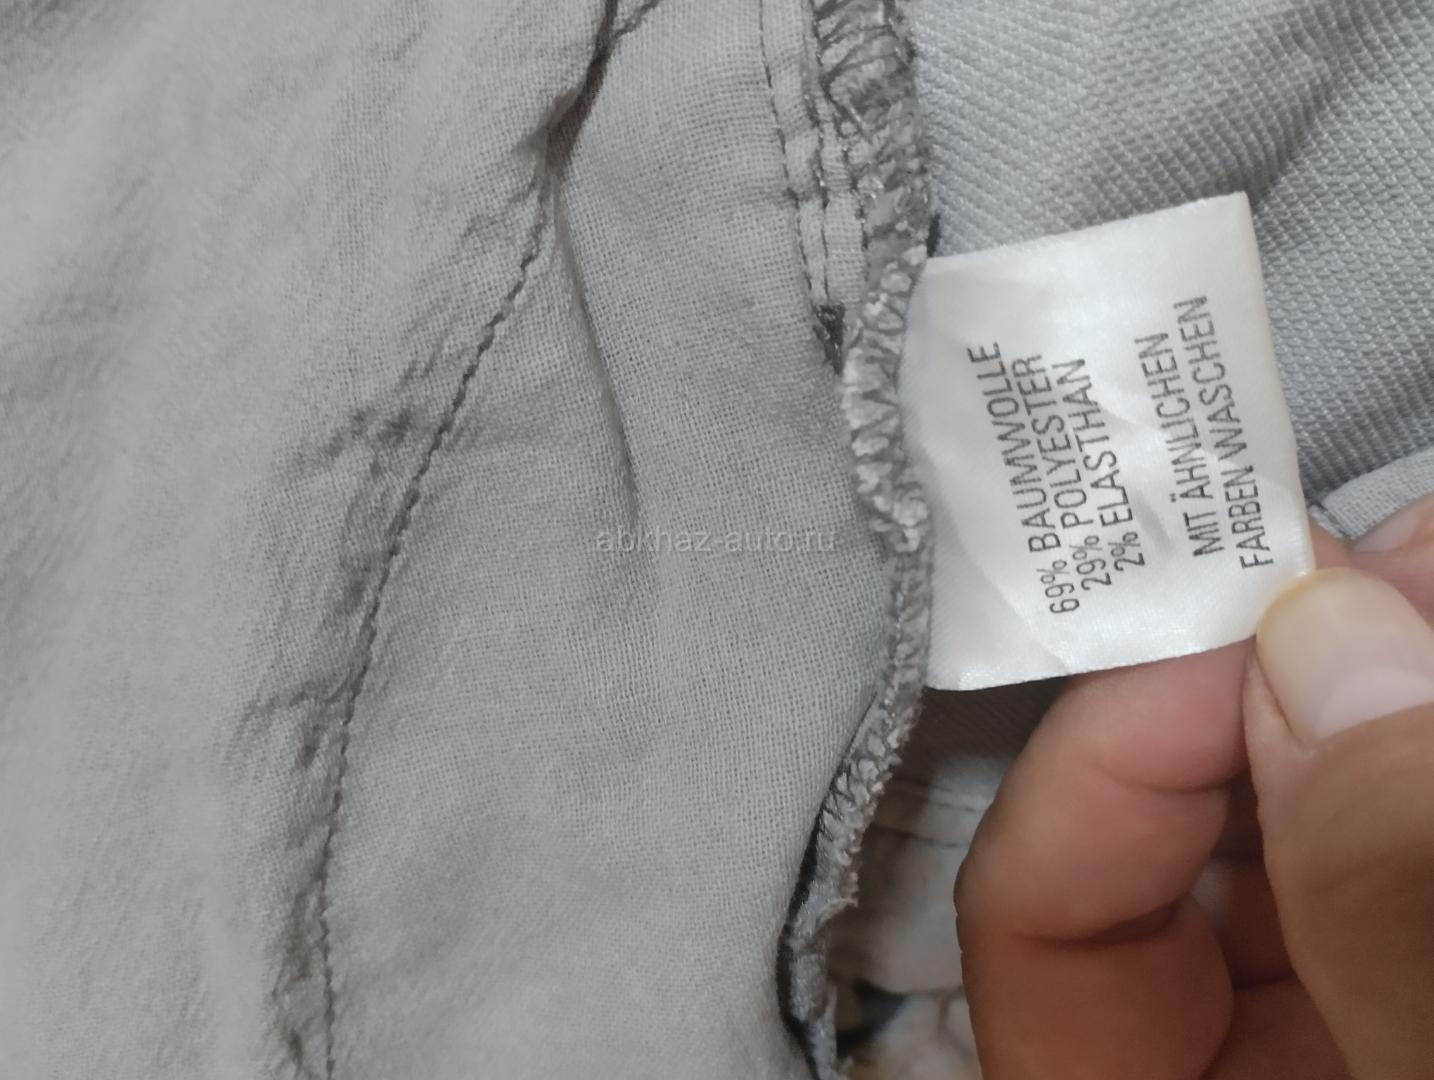 69% BAUMWOLLE
29% POLYESTER
2% ELASTHAN
MIT ÄHNLICHEN
FARBEN WASCHEN
abkhaz-auto.ru